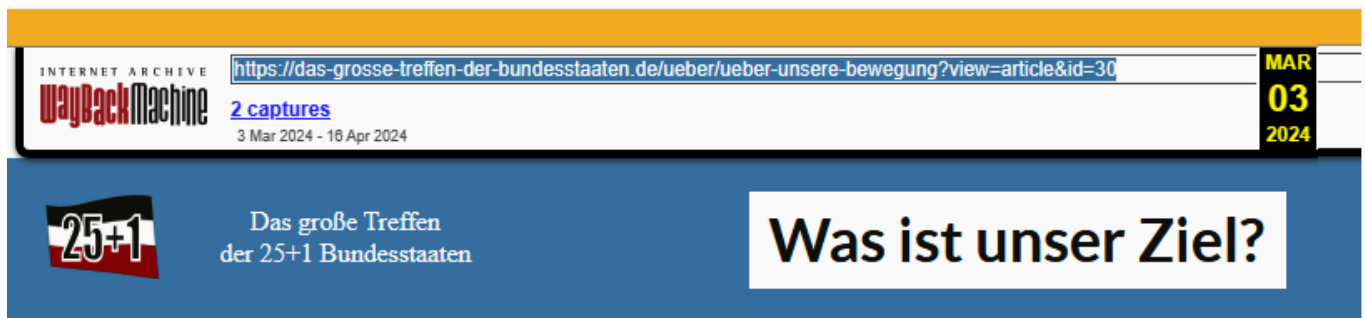 INTERNET ARCHIVE
WayBackMachine
https://das-grosse-treffen-der-bundesstaaten.de/ueber/ueber-unsere-bewegung?view=article&id=30
2 captures
3 Mar 2024 - 16 Apr 2024
MAR
03
2024
25+1
Das große Treffen
der 25+1 Bundesstaaten
Was ist unser Ziel?